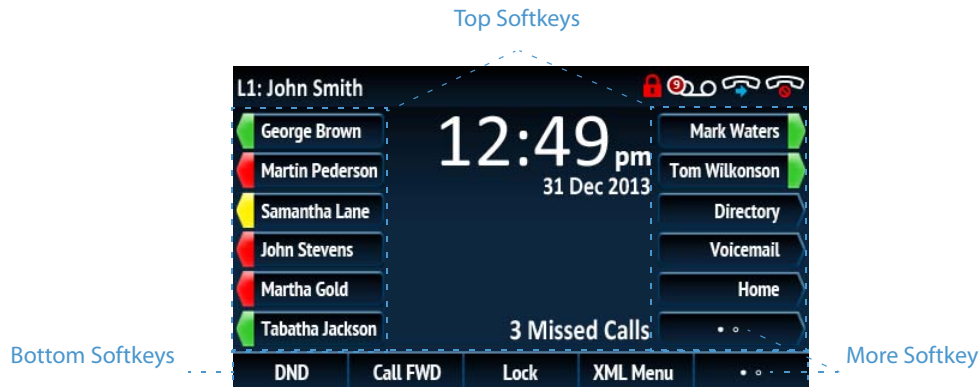 Top Softkeys
L1: John Smith
9
George Brown
Martin Pederson
Samantha Lane
John Stevens
Martha Gold
Tabatha Jackson
12:49 pm
31 Dec 2013
3 Missed Calls
Mark Waters
Tom Wilkonson
Directory
Voicemail
Home
Bottom Softkeys
More Softkey
DND Call FWD Lock XML Menu